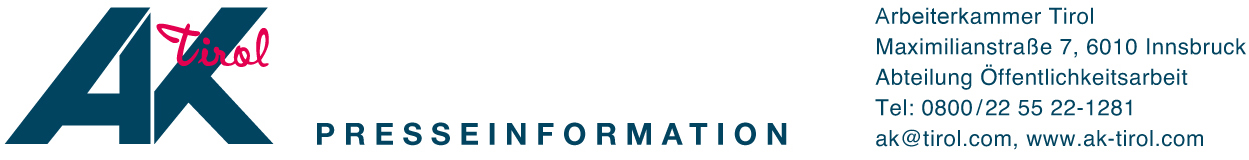 AK tirol
PRESSEINFORMATION
Arbeiterkammer Tirol
Maximilianstraße 7, 6010 Innsbruck
Abteilung Öffentlichkeitsarbeit
Tel: 0800/22 55 22-1281
ak@tirol.com, www.ak-tirol.com